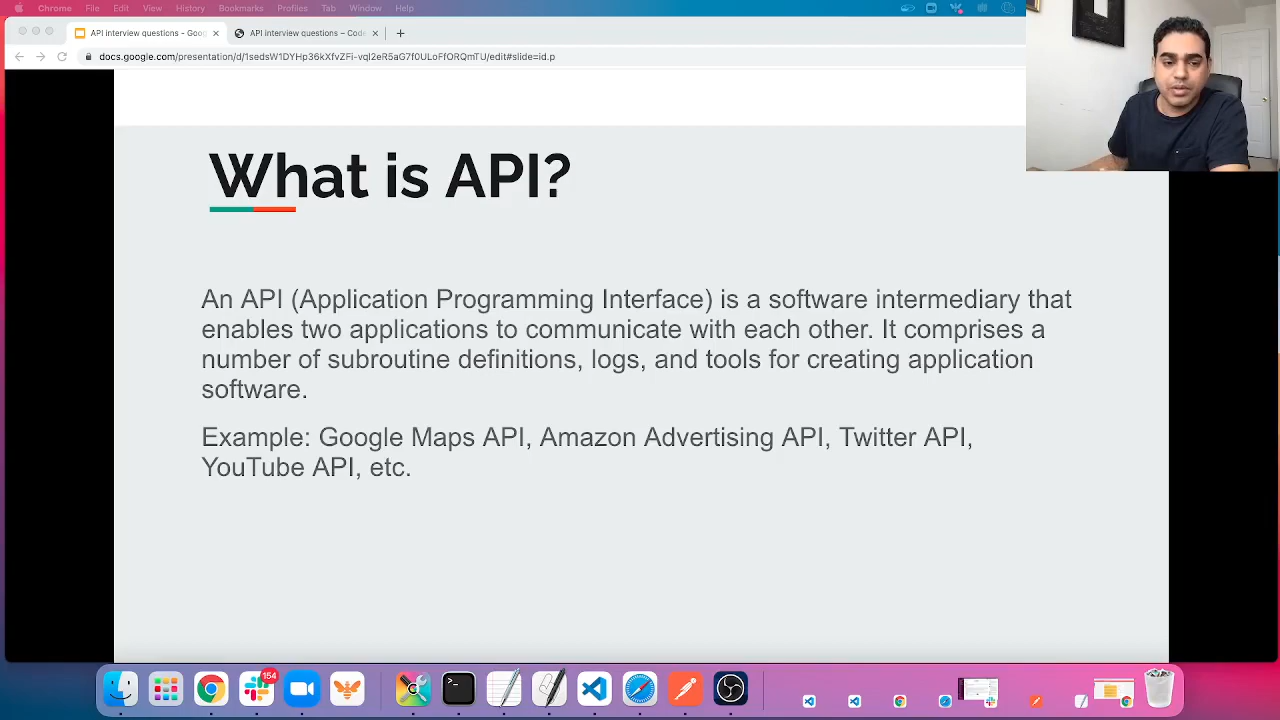 Chrome File Edit View History Bookmarks Profiles Tab Window Help
API interview questions - Goog
API interview questions – Code
docs.google.com/presentation/d/1sedsW1DYHp36kXfvZFi-vql2eR5aG7f0ULoFfORQmTU/edit#slide=id.p
What is API?
An API (Application Programming Interface) is a software intermediary that
enables two applications to communicate with each other. It comprises a
number of subroutine definitions, logs, and tools for creating application
software.
Example: Google Maps API, Amazon Advertising API, Twitter API,
YouTube API, etc.
154